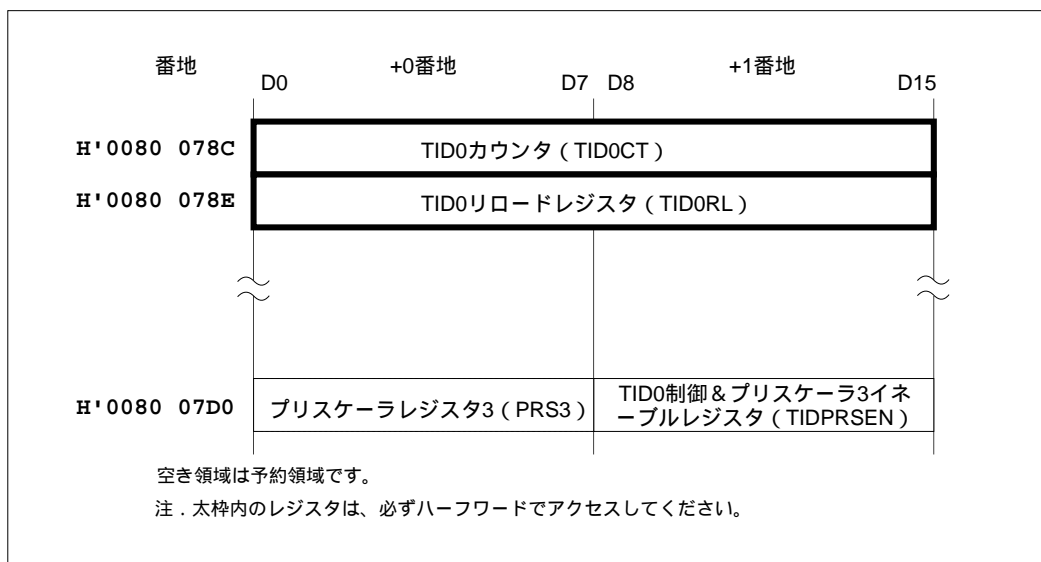 番地 +0番地 +1番地
D0 D7 D8 D15
H'0080 078C TID0カウンタ（TID0CT）
H'0080 078E TID0リロードレジスタ（TID0RL）
H'0080 07D0 プリスケーラレジスタ3（PRS3） TID0制御＆プリスケーラ3イネ
ーブルレジスタ（TIDPRSEN）
空き領域は予約領域です。
注．太枠内のレジスタは、必ずハーフワードでアクセスしてください。